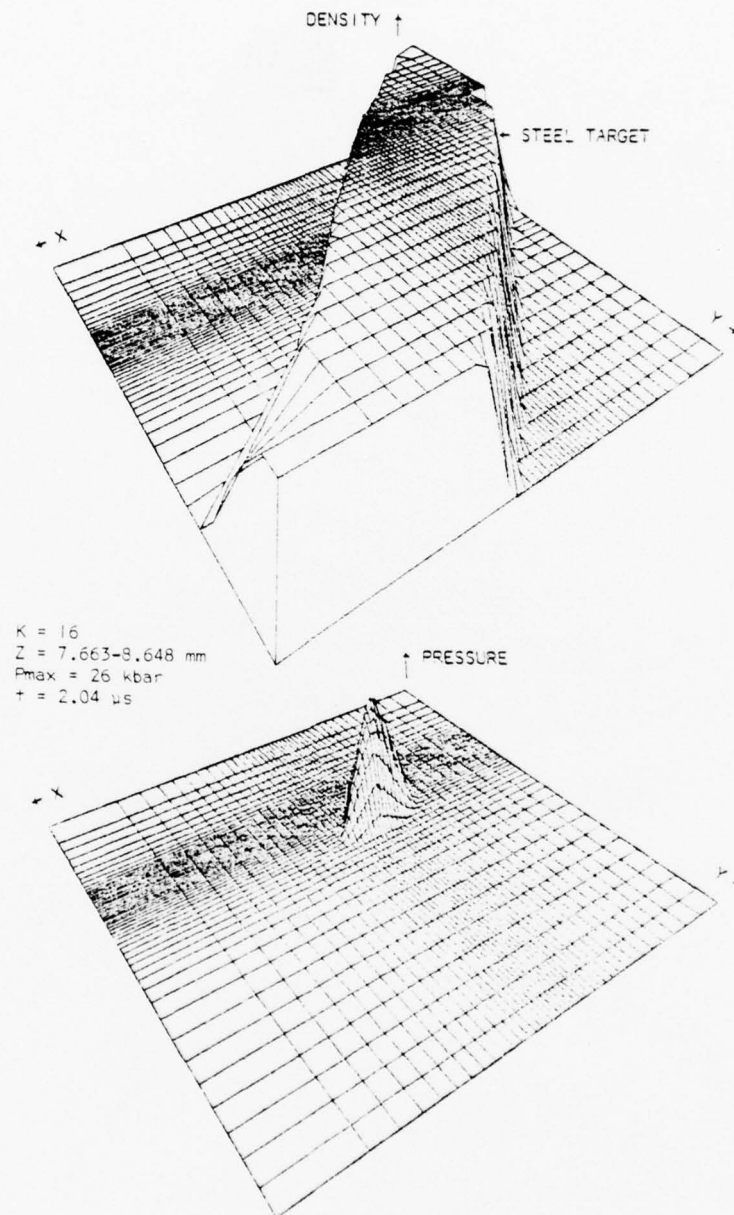 DENSITY ↑
← STEEL TARGET
← X
Y
K = 16
Z = 7.663-8.648 mm
Pmax = 26 kbar
t = 2.04 µs
↑ PRESSURE
← X
Y